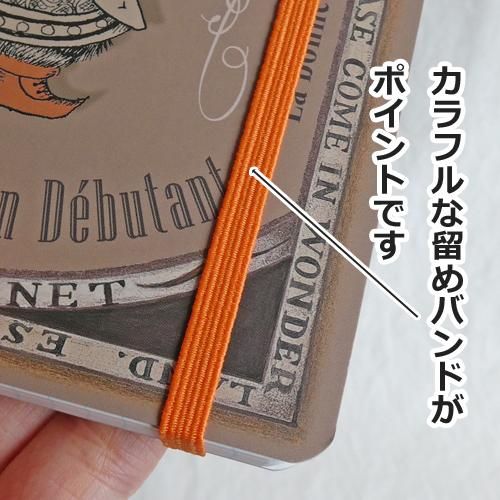 カラフルな留めバンドが
ポイントです
n Débutant
NET
LAND. ES
ASE COME IN WONDER